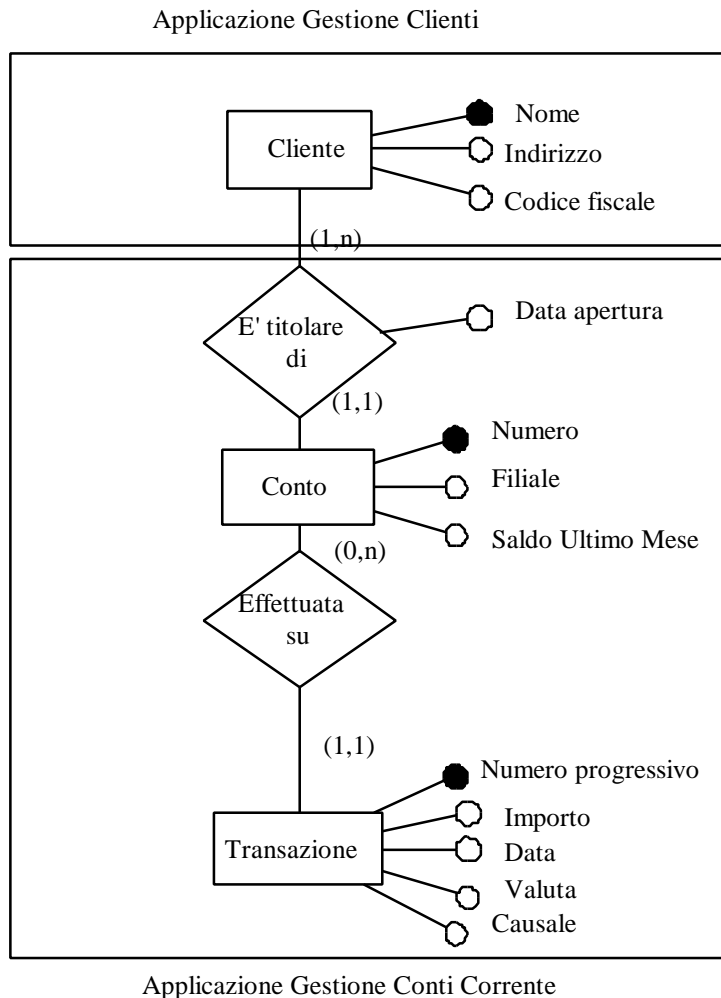 Applicazione Gestione Clienti
Cliente
Nome
Indirizzo
Codice fiscale
(1,n)
E' titolare
di
Data apertura
(1,1)
Conto
Numero
Filiale
Saldo Ultimo Mese
(0,n)
Effettuata
su
(1,1)
Numero progressivo
Importo
Transazione
Data
Valuta
Causale
Applicazione Gestione Conti Corrente